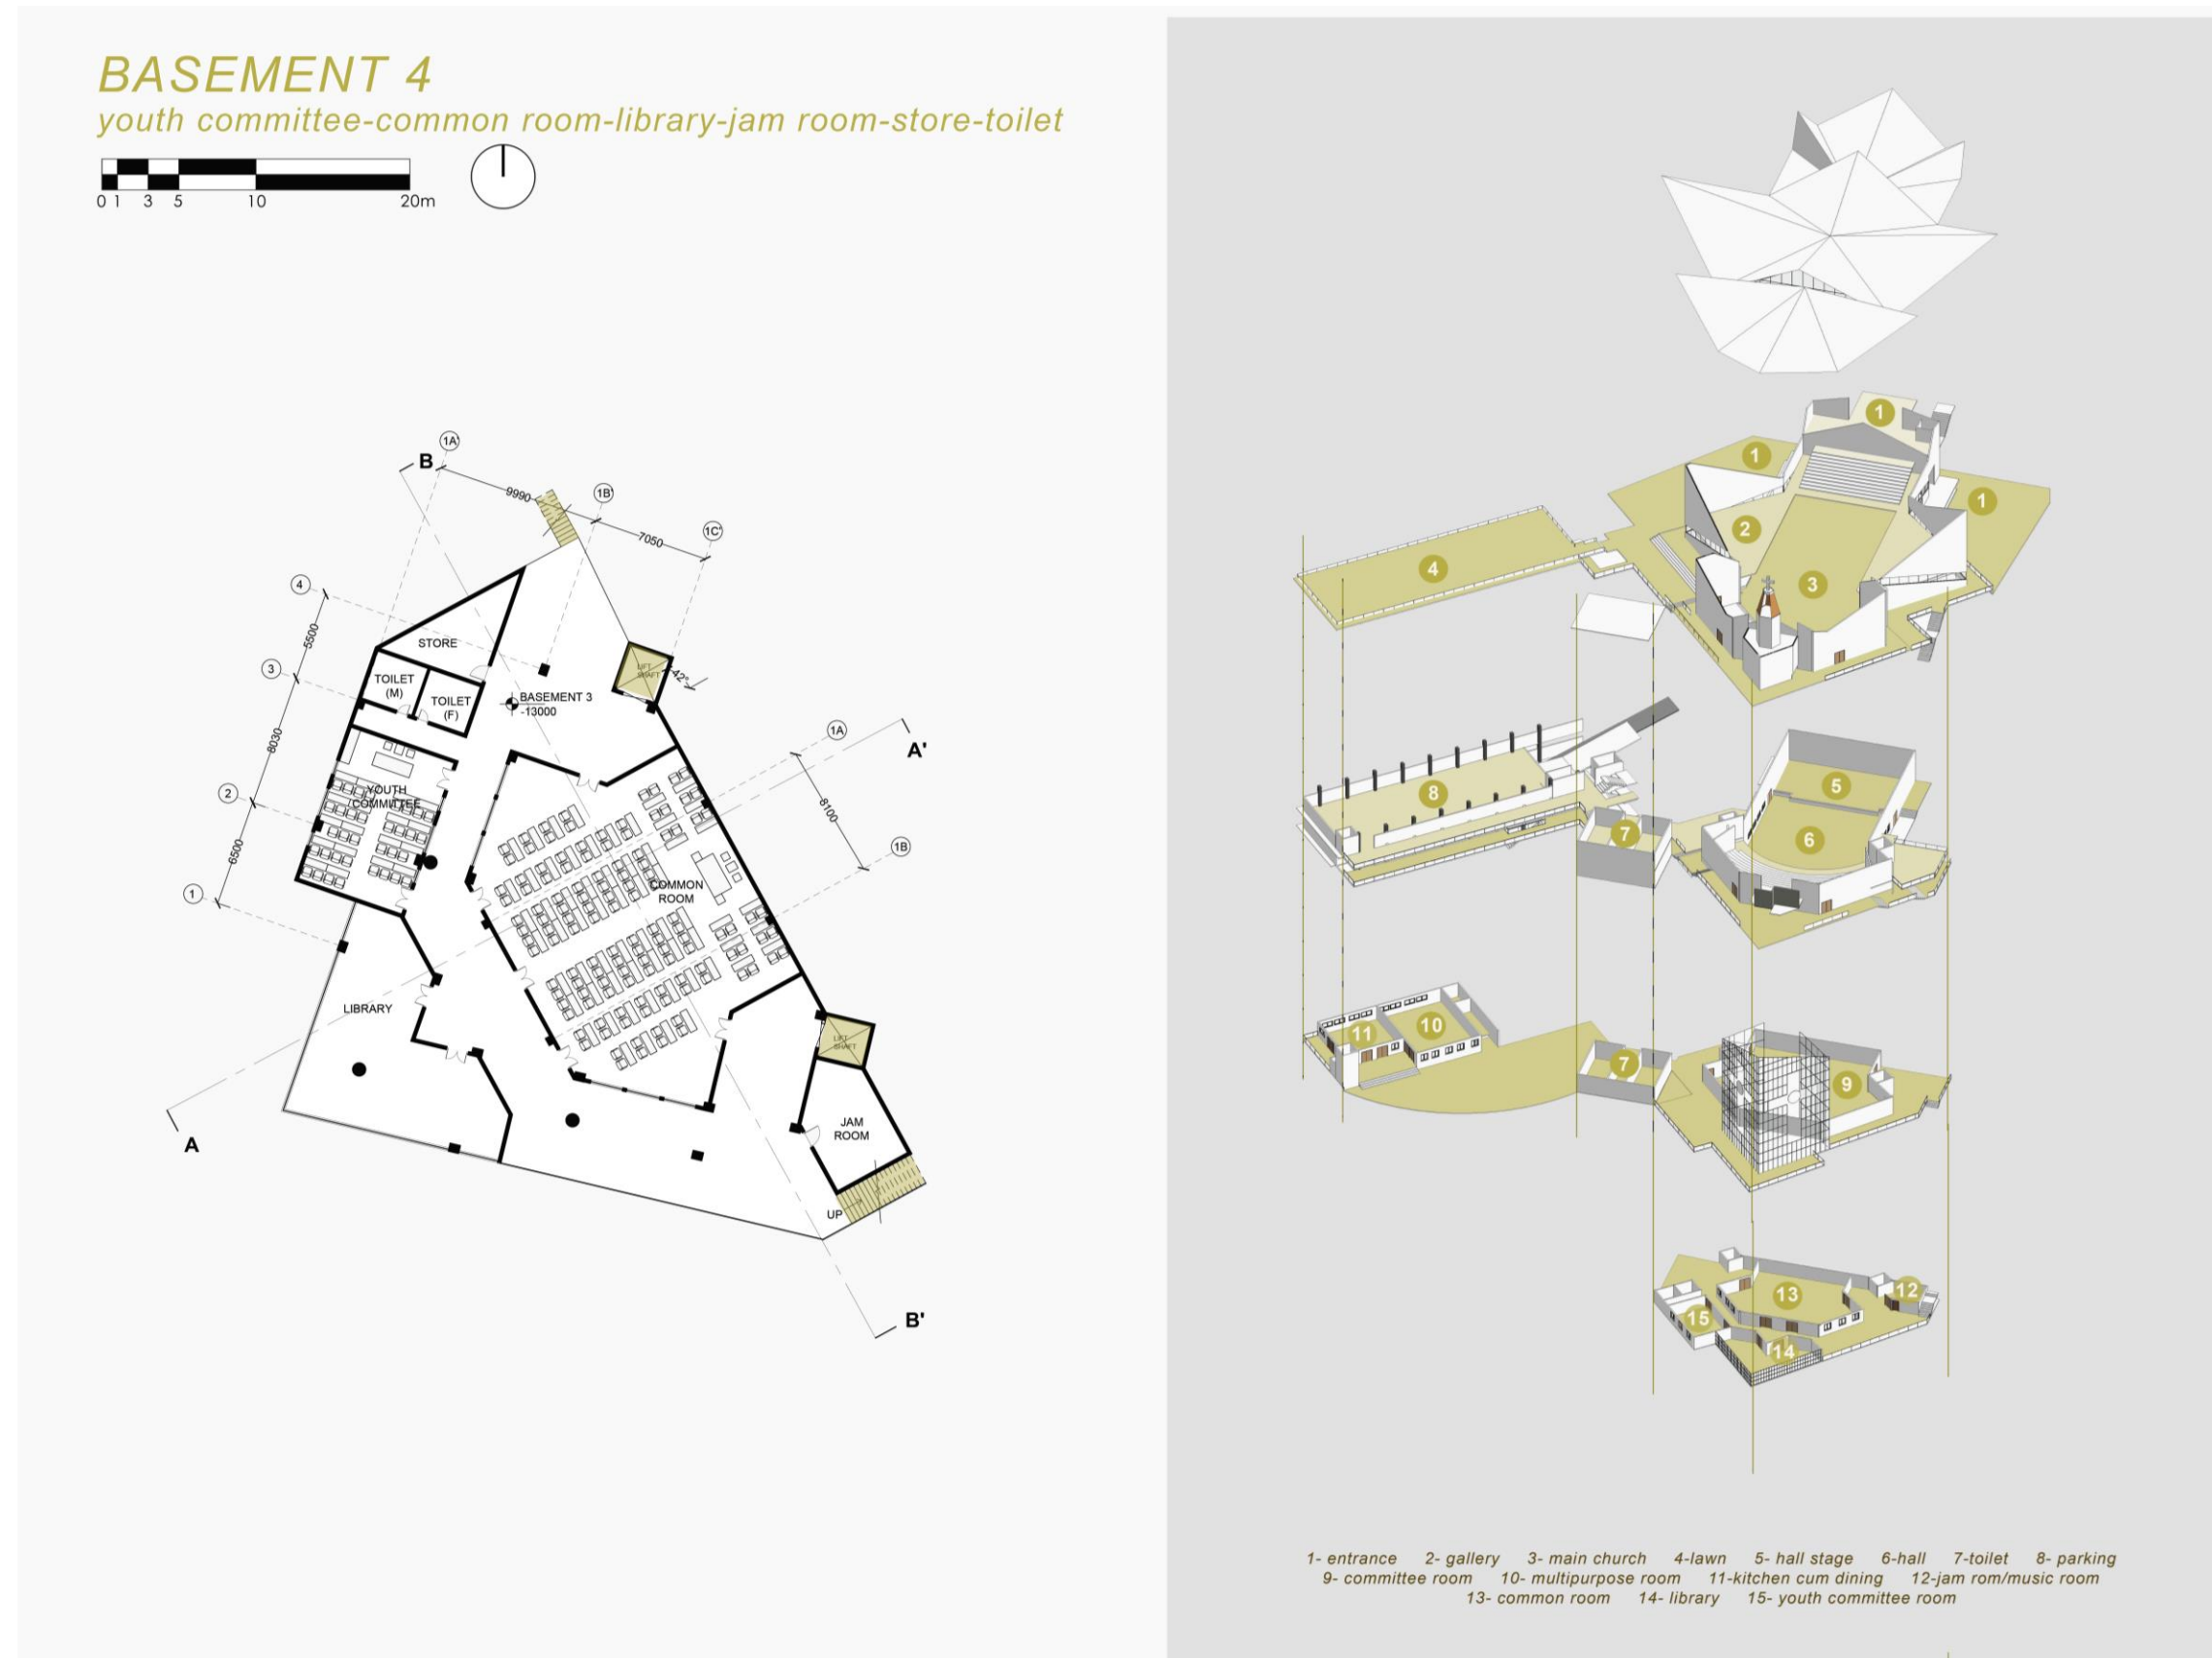 BASEMENT 4
youth committee-common room-library-jam room-store-toilet
0 1 3 5 10 20m
1A'
B
9990
1B'
7050
1C'
4
5500
3
STORE
TOILET
(M)
TOILET
(F)
LIFT
SHAFT
42°
BASEMENT 3
-13000
8030
1A
A'
2
YOUTH
COMMITTEE
8100
6500
1B
1
COMMON
ROOM
LIBRARY
LIFT
SHAFT
A
JAM
ROOM
UP
B'
1
1
1
2
3
4
5
6
7
8
7
9
10
11
12
13
14
15
1- entrance 2- gallery 3- main church 4-lawn 5- hall stage 6-hall 7-toilet 8- parking
9- committee room 10- multipurpose room 11-kitchen cum dining 12-jam rom/music room
13- common room 14- library 15- youth committee room